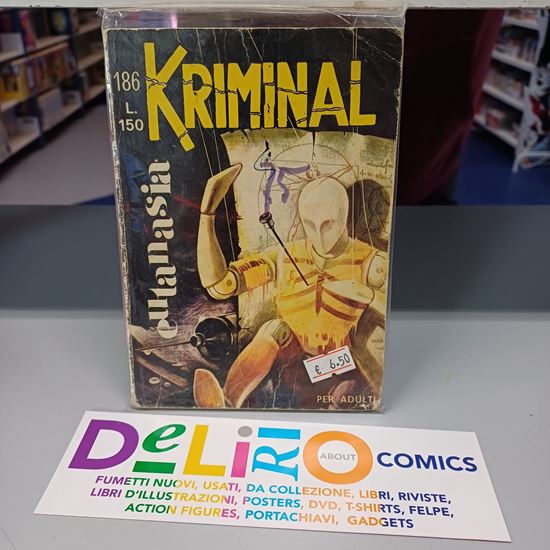 186
L.
150
KRIMINAL
eutanasia
€ 6.50
PER ADULTI
DeLiRIO
ABOUT
COMICS
FUMETTI NUOVI, USATI, DA COLLEZIONE, LIBRI, RIVISTE,
LIBRI D'ILLUSTRAZIONI, POSTERS, DVD, T-SHIRTS, FELPE,
ACTION FIGURES, PORTACHIAVI, GADGETS